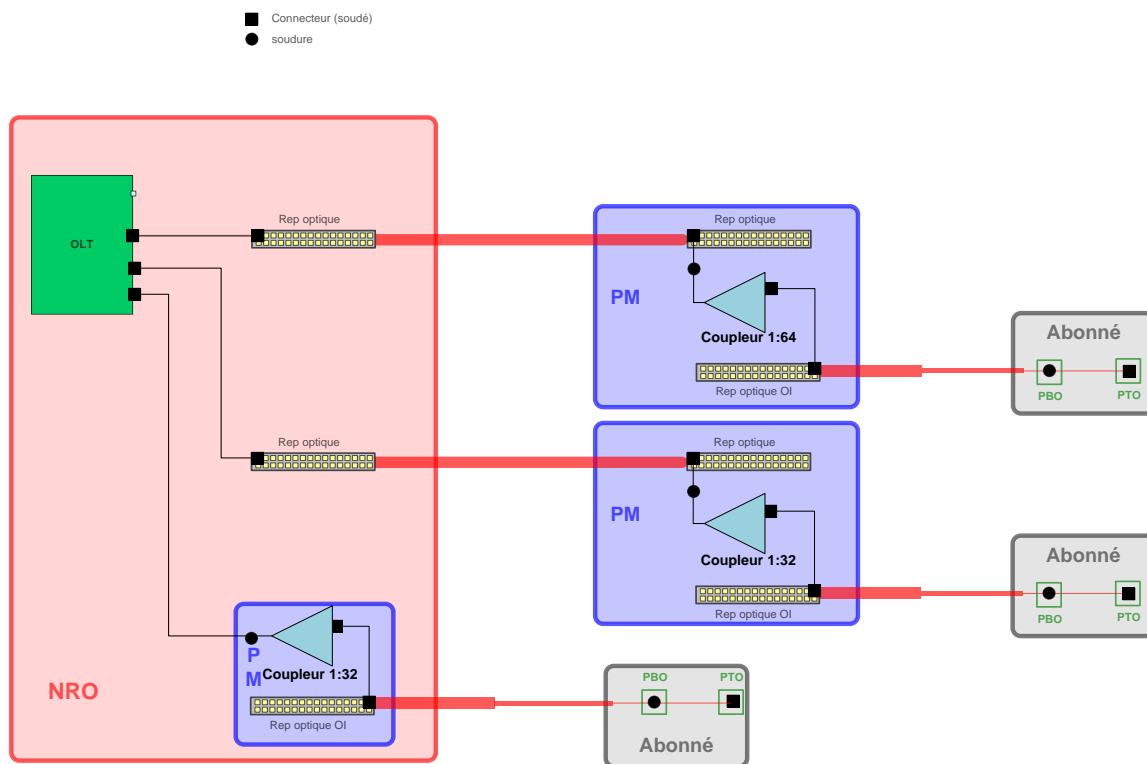 Connecteur (soudé)
soudure
OLT
Rep optique
Rep optique
PM
Coupleur 1:64
Rep optique OI
Abonné
PBO
PTO
Rep optique
Rep optique
PM
Coupleur 1:32
Rep optique OI
Abonné
PBO
PTO
NRO
P
M
Coupleur 1:32
Rep optique OI
PBO
PTO
Abonné